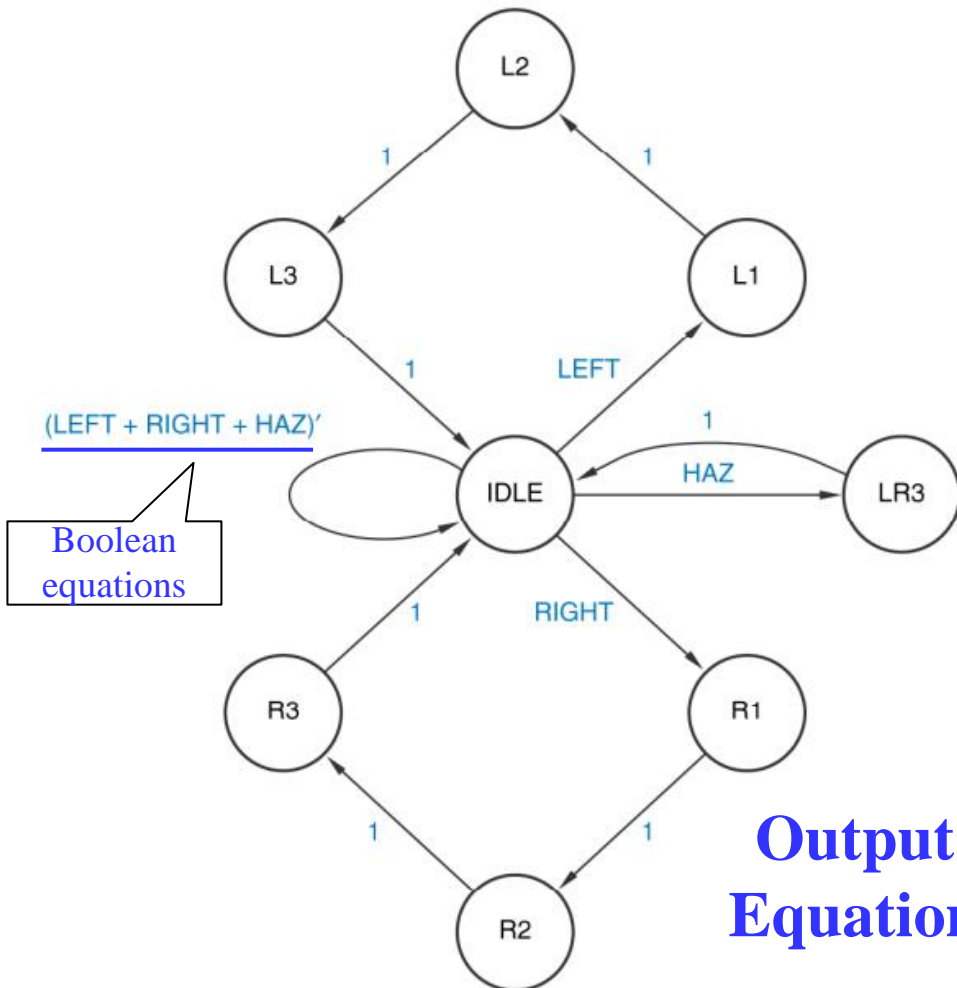 L2
1
1
L3
L1
1
LEFT
(LEFT + RIGHT + HAZ)′
1
HAZ
IDLE
LR3
Boolean
equations
1
RIGHT
R3
R1
1
1
Output
Equation
R2